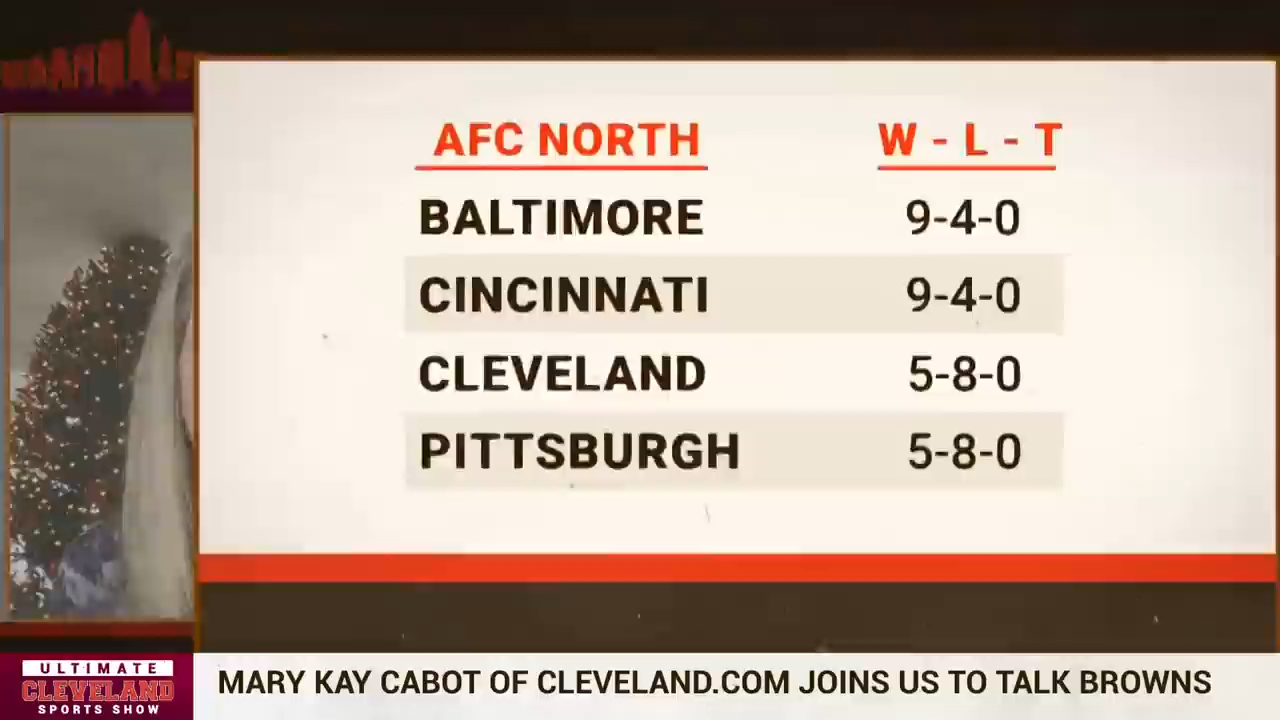 AFC NORTH W - L - T
BALTIMORE 9-4-0
CINCINNATI 9-4-0
CLEVELAND 5-8-0
PITTSBURGH 5-8-0
ULTIMATE
CLEVELAND
SPORTS SHOW
MARY KAY CABOT OF CLEVELAND.COM JOINS US TO TALK BROWNS